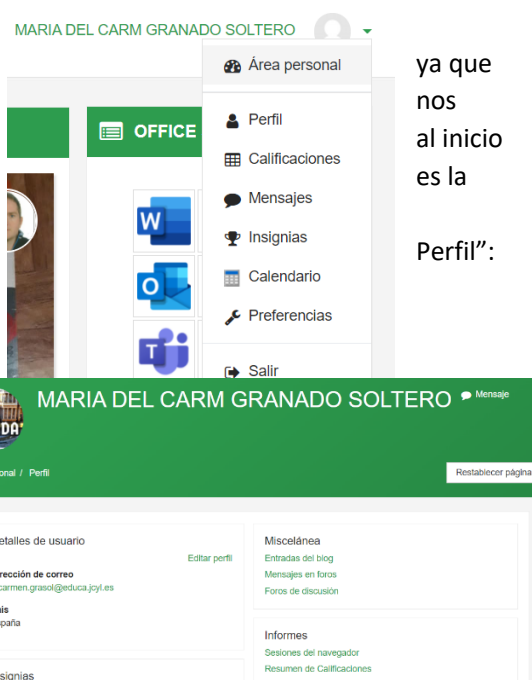 MARIA DEL CARM GRANADO SOLTERO
Área personal
ya que
nos
al inicio
es la
Perfil":
OFFICE
Perfil
Calificaciones
Mensajes
Insignias
Calendario
Preferencias
Salir
MARIA DEL CARM GRANADO SOLTERO
Mensaje
onal / Perfil
Restablecer página
etalles de usuario
Editar perfil
rección de correo
carmen.grasol@educa.jcyl.es
ís
paña
signias
Miscelánea
Entradas del blog
Mensajes en foros
Foros de discusión
Informes
Sesiones del navegador
Resumen de Calificaciones